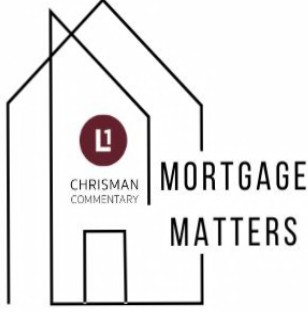 L1
CHRISMAN
COMMENTARY
MORTGAGE
MATTERS